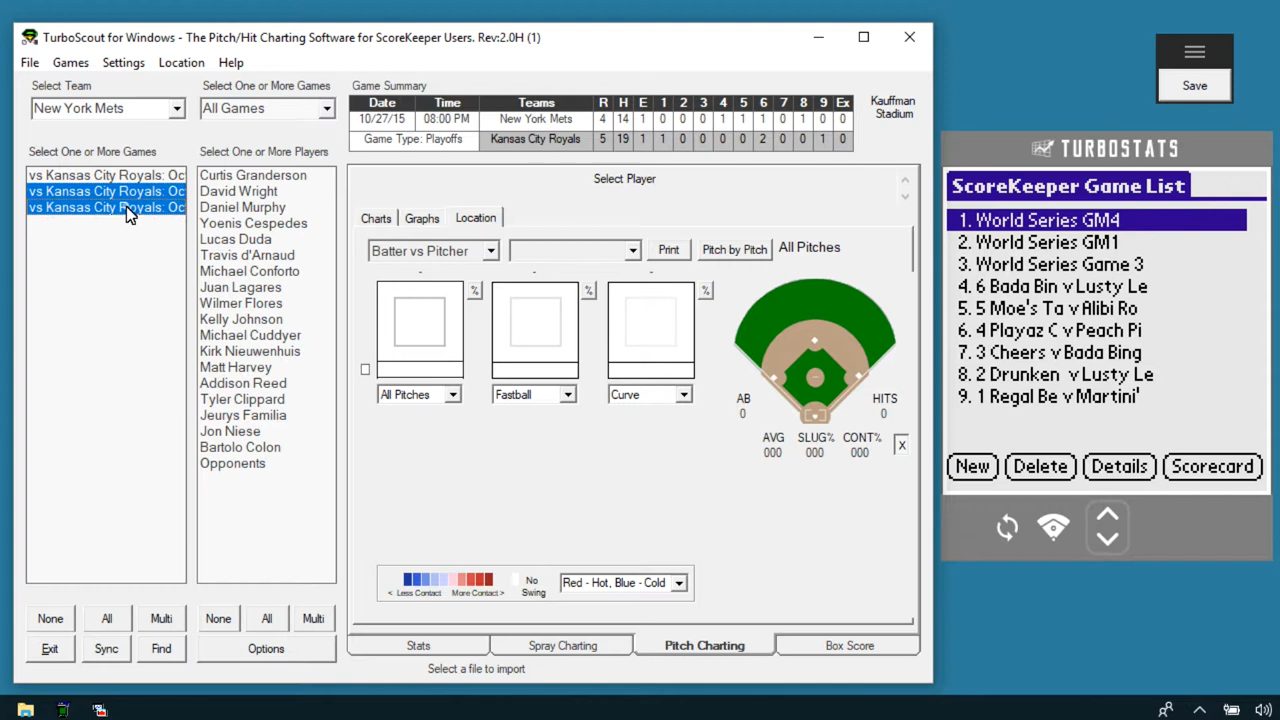 TurboScout for Windows - The Pitch/Hit Charting Software for ScoreKeeper Users. Rev:2.0H (1)
File Games Settings Location Help
Select Team
Select One or More Games
Game Summary
New York Mets
All Games
Date Time Teams R H E 1 2 3 4 5 6 7 8 9 Ex
10/27/15 08:00 PM New York Mets 4 14 1 0 0 0 1 1 1 0 1 0 0
Game Type: Playoffs Kansas City Royals 5 19 1 1 0 0 0 0 2 0 0 1 0
Kauffman
Stadium
Select One or More Games
Select One or More Players
vs Kansas City Royals: Oc
vs Kansas City Royals: Oc
vs Kansas City Royals: Oc
Curtis Granderson
David Wright
Daniel Murphy
Yoenis Cespedes
Lucas Duda
Travis d'Arnaud
Michael Conforto
Juan Lagares
Wilmer Flores
Kelly Johnson
Michael Cuddyer
Kirk Nieuwenhuis
Matt Harvey
Addison Reed
Tyler Clippard
Jeurys Familia
Jon Niese
Bartolo Colon
Opponents
Select Player
Charts Graphs Location
Batter vs Pitcher
Print
Pitch by Pitch
All Pitches
- - -
% % %
All Pitches
Fastball
Curve
AB
0
HITS
0
AVG SLUG% CONT%
000 000 000
X
< Less Contact More Contact >
No
Swing
Red - Hot, Blue - Cold
None All Multi
None All Multi
Exit Sync Find
Options
Stats Spray Charting Pitch Charting Box Score
Select a file to import
Save
TURBOSTATS
ScoreKeeper Game List
1. World Series GM4
2. World Series GM1
3. World Series Game 3
4. 6 Bada Bin v Lusty Le
5. 5 Moe's Ta v Alibi Ro
6. 4 Playaz C v Peach Pi
7. 3 Cheers v Bada Bing
8. 2 Drunken v Lusty Le
9. 1 Regal Be v Martini'
New Delete Details Scorecard